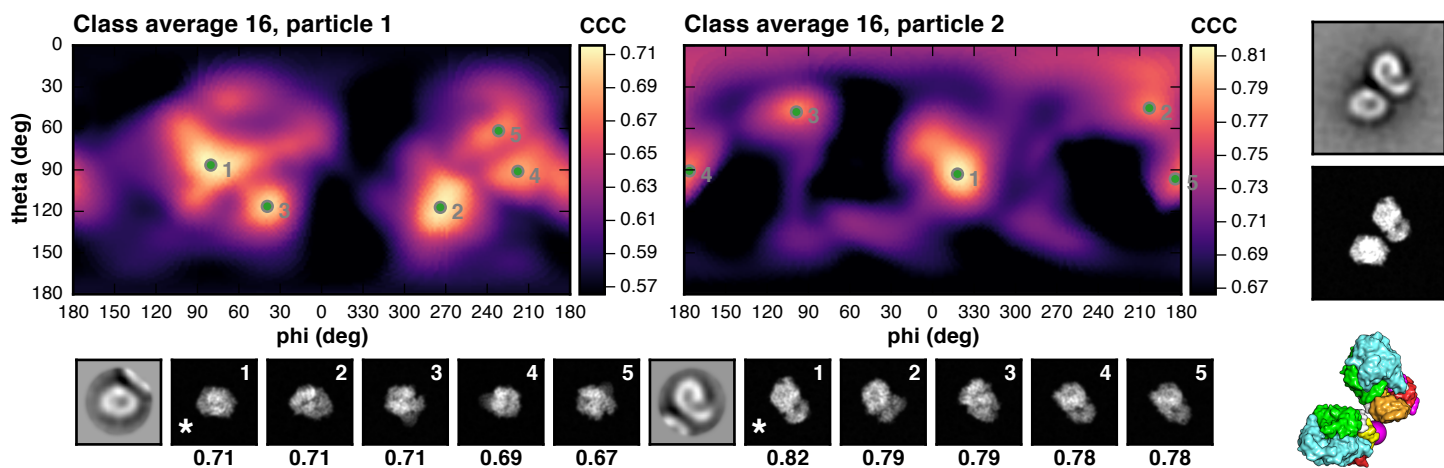 Class average 16, particle 1
CCC
Class average 16, particle 2
CCC
0
30
60
90
120
150
180
theta (deg)
1
2
3
4
5
0.71
0.69
0.67
0.65
0.63
0.61
0.59
0.57
1
2
3
4
5
0.81
0.79
0.77
0.75
0.73
0.71
0.69
0.67
180 120 90 60 30 0 330 300 270 240 210 180
phi (deg)
180 150 120 90 60 30 0 330 300 270 240 210 180
phi (deg)
1 2 3 4 5
*
0.71 0.71 0.71 0.69 0.67
1 2 3 4 5
*
0.82 0.79 0.79 0.78 0.78